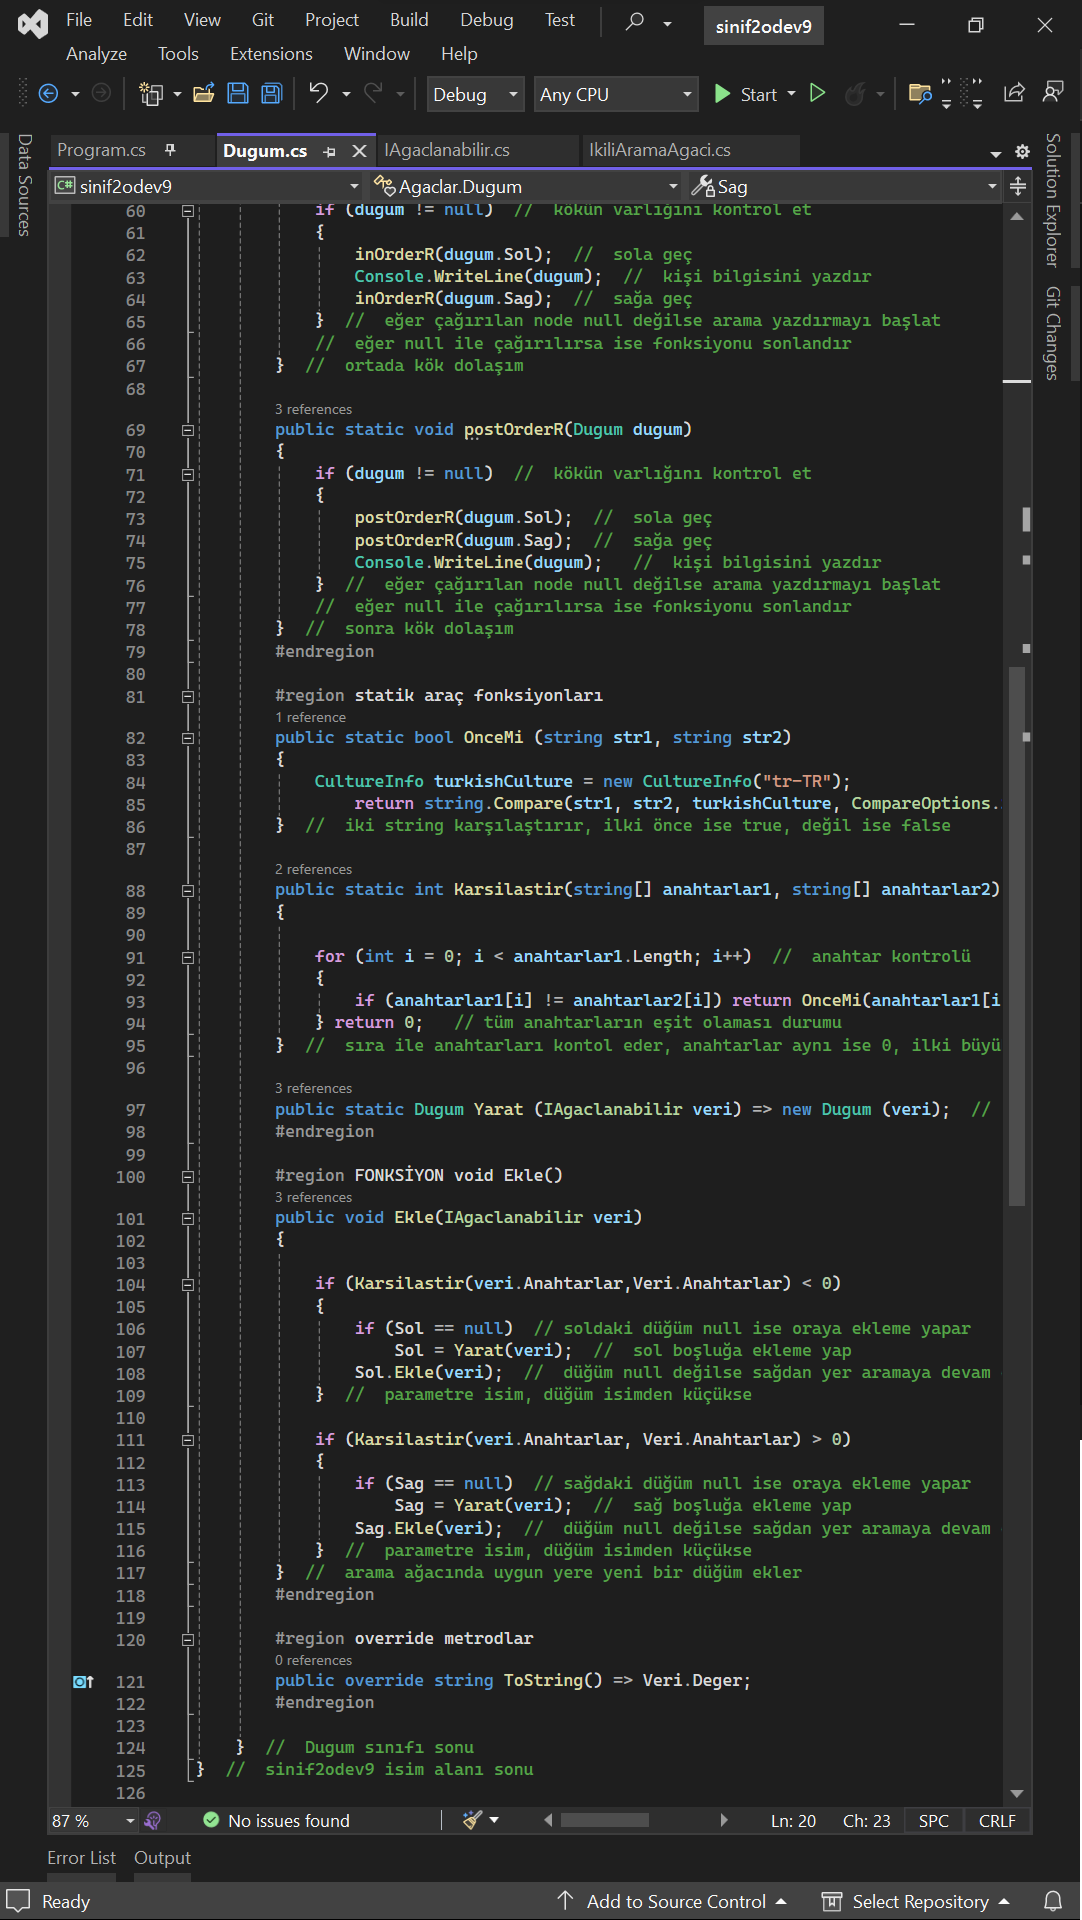 File Edit View Git Project Build Debug Test sinif2odev9
Analyze Tools Extensions Window Help
Debug Any CPU Start
Data Sources
Program.cs Dugum.cs IAgaclanabilir.cs IkiliAramaAgaci.cs
Solution Explorer
Git Changes
C# sinif2odev9 Agaclar.Dugum Sag
60 if (dugum != null) // kökün varlığını kontrol et
61 {
62 inOrderR(dugum.Sol); // sola geç
63 Console.WriteLine(dugum); // kişi bilgisini yazdır
64 inOrderR(dugum.Sag); // sağa geç
65 } // eğer çağırılan node null değilse arama yazdırmayı başlat
66 // eğer null ile çağırılırsa ise fonksiyonu sonlandır
67 } // ortada kök dolaşım
68
3 references
69 public static void postOrderR(Dugum dugum)
70 {
71 if (dugum != null) // kökün varlığını kontrol et
72 {
73 postOrderR(dugum.Sol); // sola geç
74 postOrderR(dugum.Sag); // sağa geç
75 Console.WriteLine(dugum); // kişi bilgisini yazdır
76 } // eğer çağırılan node null değilse arama yazdırmayı başlat
77 // eğer null ile çağırılırsa ise fonksiyonu sonlandır
78 } // sonra kök dolaşım
79 #endregion
80
81 #region statik araç fonksiyonları
1 reference
82 public static bool OnceMi (string str1, string str2)
83 {
84 CultureInfo turkishCulture = new CultureInfo("tr-TR");
85 return string.Compare(str1, str2, turkishCulture, CompareOptions.
86 } // iki string karşılaştırır, ilki önce ise true, değil ise false
87
2 references
88 public static int Karsilastir(string[] anahtarlar1, string[] anahtarlar2)
89 {
90
91 for (int i = 0; i < anahtarlar1.Length; i++) // anahtar kontrolü
92 {
93 if (anahtarlar1[i] != anahtarlar2[i]) return OnceMi(anahtarlar1[i
94 } return 0; // tüm anahtarların eşit olaması durumu
95 } // sıra ile anahtarları kontol eder, anahtarlar aynı ise 0, ilki büyü
96
3 references
97 public static Dugum Yarat (IAgaclanabilir veri) => new Dugum (veri); //
98 #endregion
99
100 #region FONKSİYON void Ekle()
3 references
101 public void Ekle(IAgaclanabilir veri)
102 {
103
104 if (Karsilastir(veri.Anahtarlar,Veri.Anahtarlar) < 0)
105 {
106 if (Sol == null) // soldaki düğüm null ise oraya ekleme yapar
107 Sol = Yarat(veri); // sol boşluğa ekleme yap
108 Sol.Ekle(veri); // düğüm null değilse sağdan yer aramaya devam
109 } // parametre isim, düğüm isimden küçükse
110
111 if (Karsilastir(veri.Anahtarlar, Veri.Anahtarlar) > 0)
112 {
113 if (Sag == null) // sağdaki düğüm null ise oraya ekleme yapar
114 Sag = Yarat(veri); // sağ boşluğa ekleme yap
115 Sag.Ekle(veri); // düğüm null değilse sağdan yer aramaya devam
116 } // parametre isim, düğüm isimden küçükse
117 } // arama ağacında uygun yere yeni bir düğüm ekler
118 #endregion
119
120 #region override metrodlar
0 references
121 public override string ToString() => Veri.Deger;
122 #endregion
123
124 } // Dugum sınıfı sonu
125 } // sinif2odev9 isim alanı sonu
126
87 % No issues found Ln: 20 Ch: 23 SPC CRLF
Error List Output
Ready Add to Source Control Select Repository